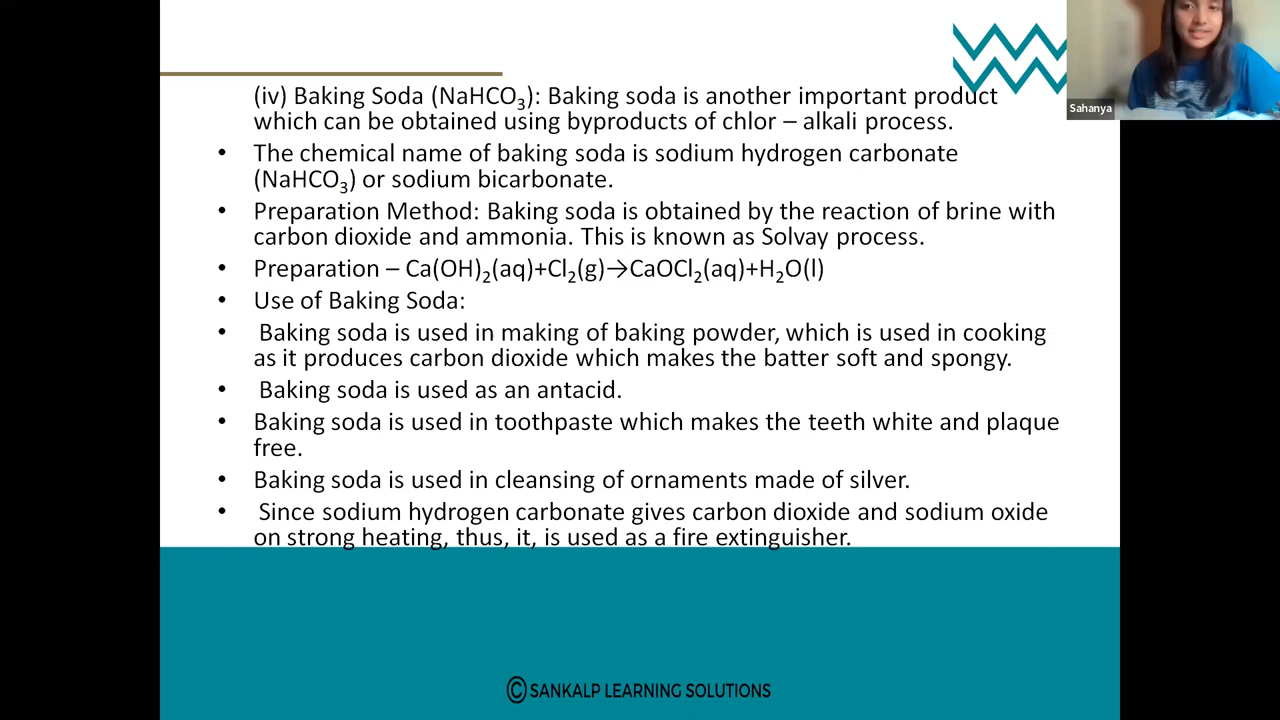 Sahanya
(iv) Baking Soda (NaHCO₃): Baking soda is another important product
which can be obtained using byproducts of chlor – alkali process.
• The chemical name of baking soda is sodium hydrogen carbonate
(NaHCO₃) or sodium bicarbonate.
• Preparation Method: Baking soda is obtained by the reaction of brine with
carbon dioxide and ammonia. This is known as Solvay process.
• Preparation – Ca(OH)₂(aq)+Cl₂(g)→CaOCl₂(aq)+H₂O(l)
• Use of Baking Soda:
• Baking soda is used in making of baking powder, which is used in cooking
as it produces carbon dioxide which makes the batter soft and spongy.
• Baking soda is used as an antacid.
• Baking soda is used in toothpaste which makes the teeth white and plaque
free.
• Baking soda is used in cleansing of ornaments made of silver.
• Since sodium hydrogen carbonate gives carbon dioxide and sodium oxide
on strong heating, thus, it, is used as a fire extinguisher.
© SANKALP LEARNING SOLUTIONS